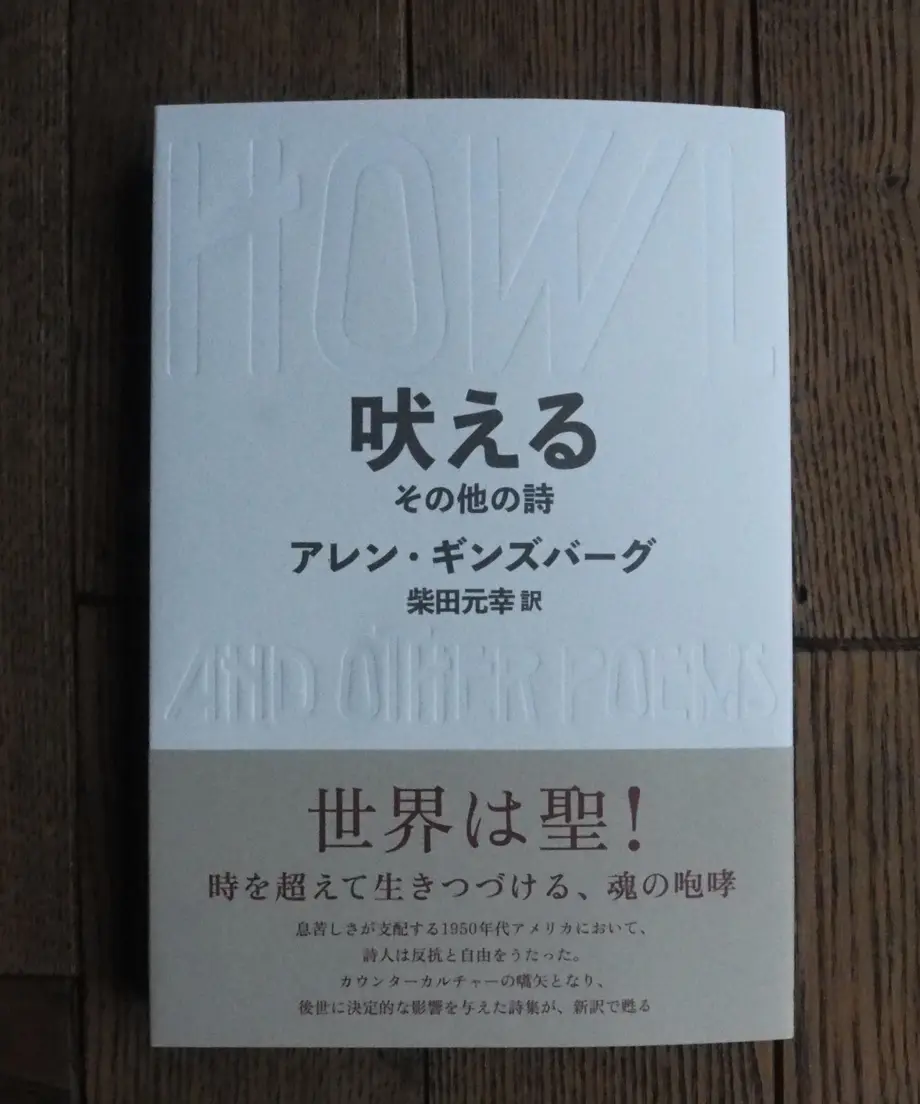 HOWL
吠える
その他の詩
アレン・ギンズバーグ
柴田元幸 訳
AND OTHER POEMS
世界は聖!
時を超えて生きつづける、魂の咆哮
息苦しさが支配する1950年代アメリカにおいて、
詩人は反抗と自由をうたった。
カウンターカルチャーの嚆矢となり、
後世に決定的な影響を与えた詩集が、新訳で甦る